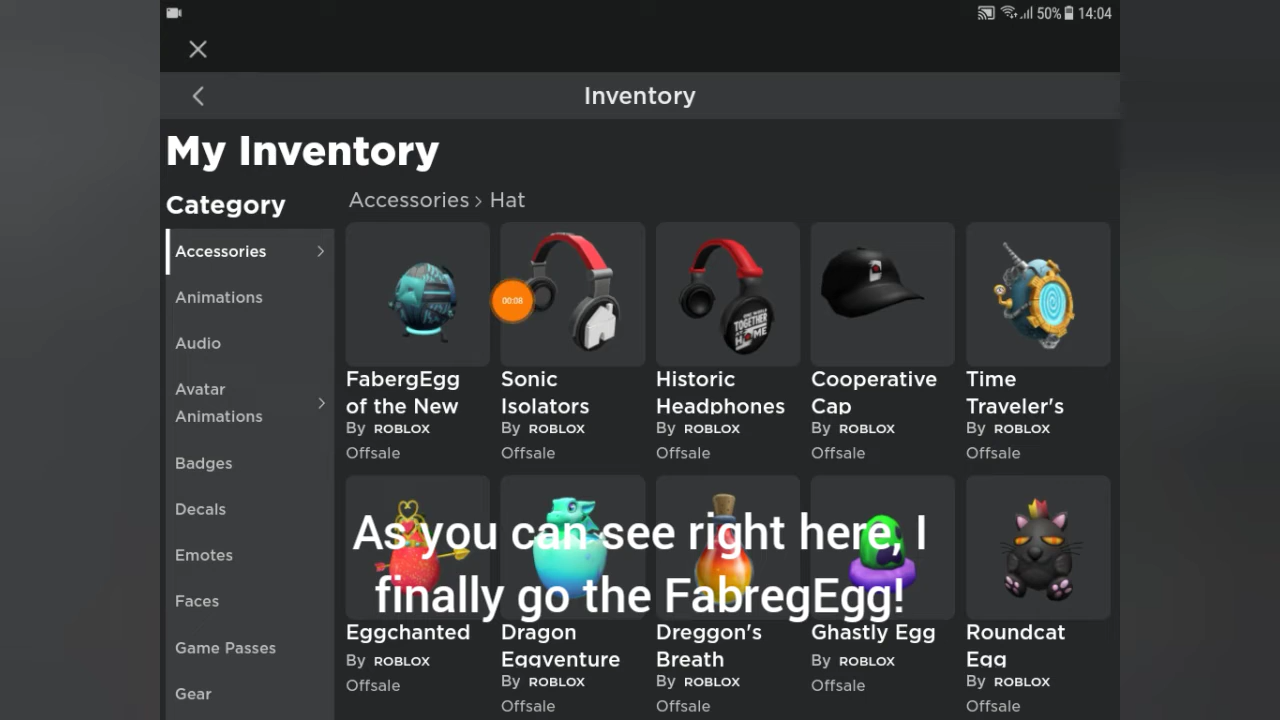 50% 14:04
Inventory
My Inventory
Category
Accessories › Hat
Accessories
Animations
Audio
Avatar
Animations
Badges
Decals
Emotes
Faces
Game Passes
Gear
FabergEgg
of the New
By ROBLOX
Offsale
00:08
Sonic
Isolators
By ROBLOX
Offsale
TOGETHER
AT HOME
Historic
Headphones
By ROBLOX
Offsale
Cooperative
Cap
By ROBLOX
Offsale
Time
Traveler's
By ROBLOX
Offsale
As you can see right here, I
finally go the FabregEgg!
Eggchanted
By ROBLOX
Offsale
Dragon
Eggventure
By ROBLOX
Offsale
Dreggon's
Breath
By ROBLOX
Offsale
Ghastly Egg
By ROBLOX
Offsale
Roundcat
Egg
By ROBLOX
Offsale